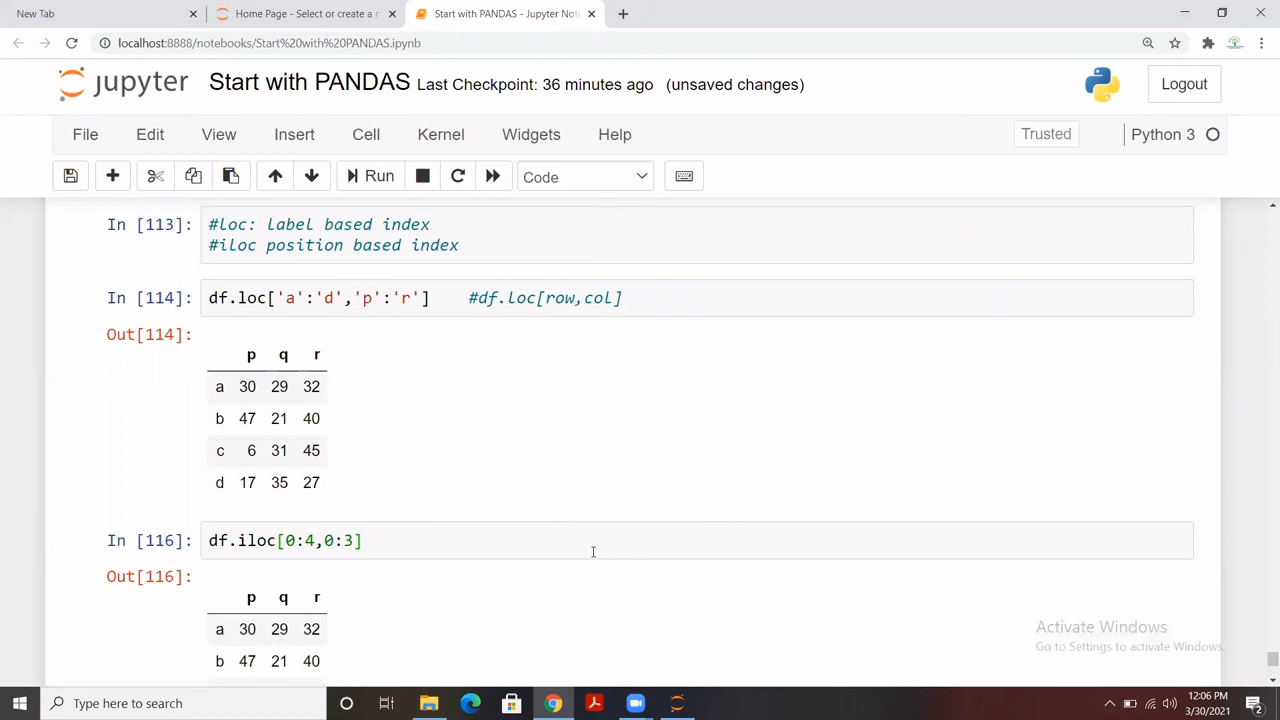 New Tab
Home Page - Select or create a n
Start with PANDAS - Jupyter Not
localhost:8888/notebooks/Start%20with%20PANDAS.ipynb
jupyter Start with PANDAS Last Checkpoint: 36 minutes ago (unsaved changes)
Logout
File Edit View Insert Cell Kernel Widgets Help
Trusted
Python 3
Run
Code
In [113]: #loc: label based index
#iloc position based index
In [114]: df.loc['a':'d','p':'r'] #df.loc[row,col]
Out[114]:
p q r
a 30 29 32
b 47 21 40
c 6 31 45
d 17 35 27
In [116]: df.iloc[0:4,0:3]
Out[116]:
p q r
a 30 29 32
b 47 21 40
Activate Windows
Go to Settings to activate Windows.
Type here to search
12:06 PM
3/30/2021
2